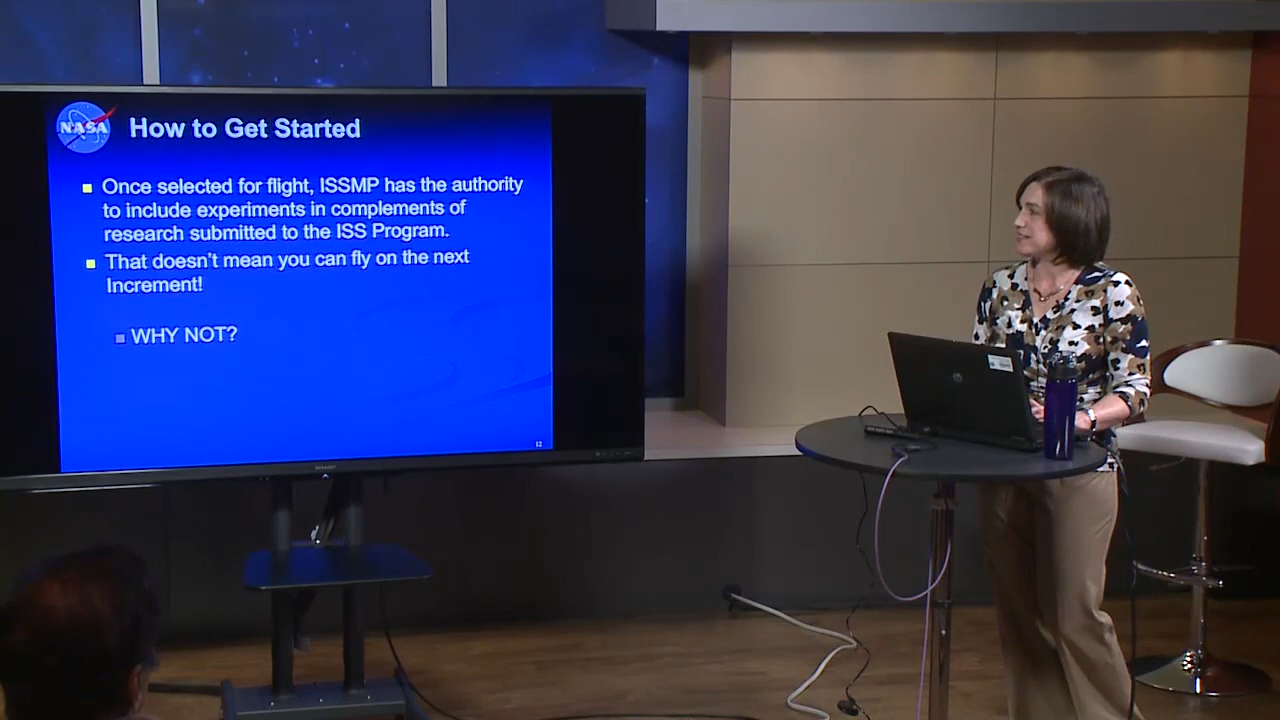 NASA
How to Get Started
Once selected for flight, ISSMP has the authority
to include experiments in complements of
research submitted to the ISS Program.
That doesn't mean you can fly on the next
Increment!
WHY NOT?
12
SHARP
hp